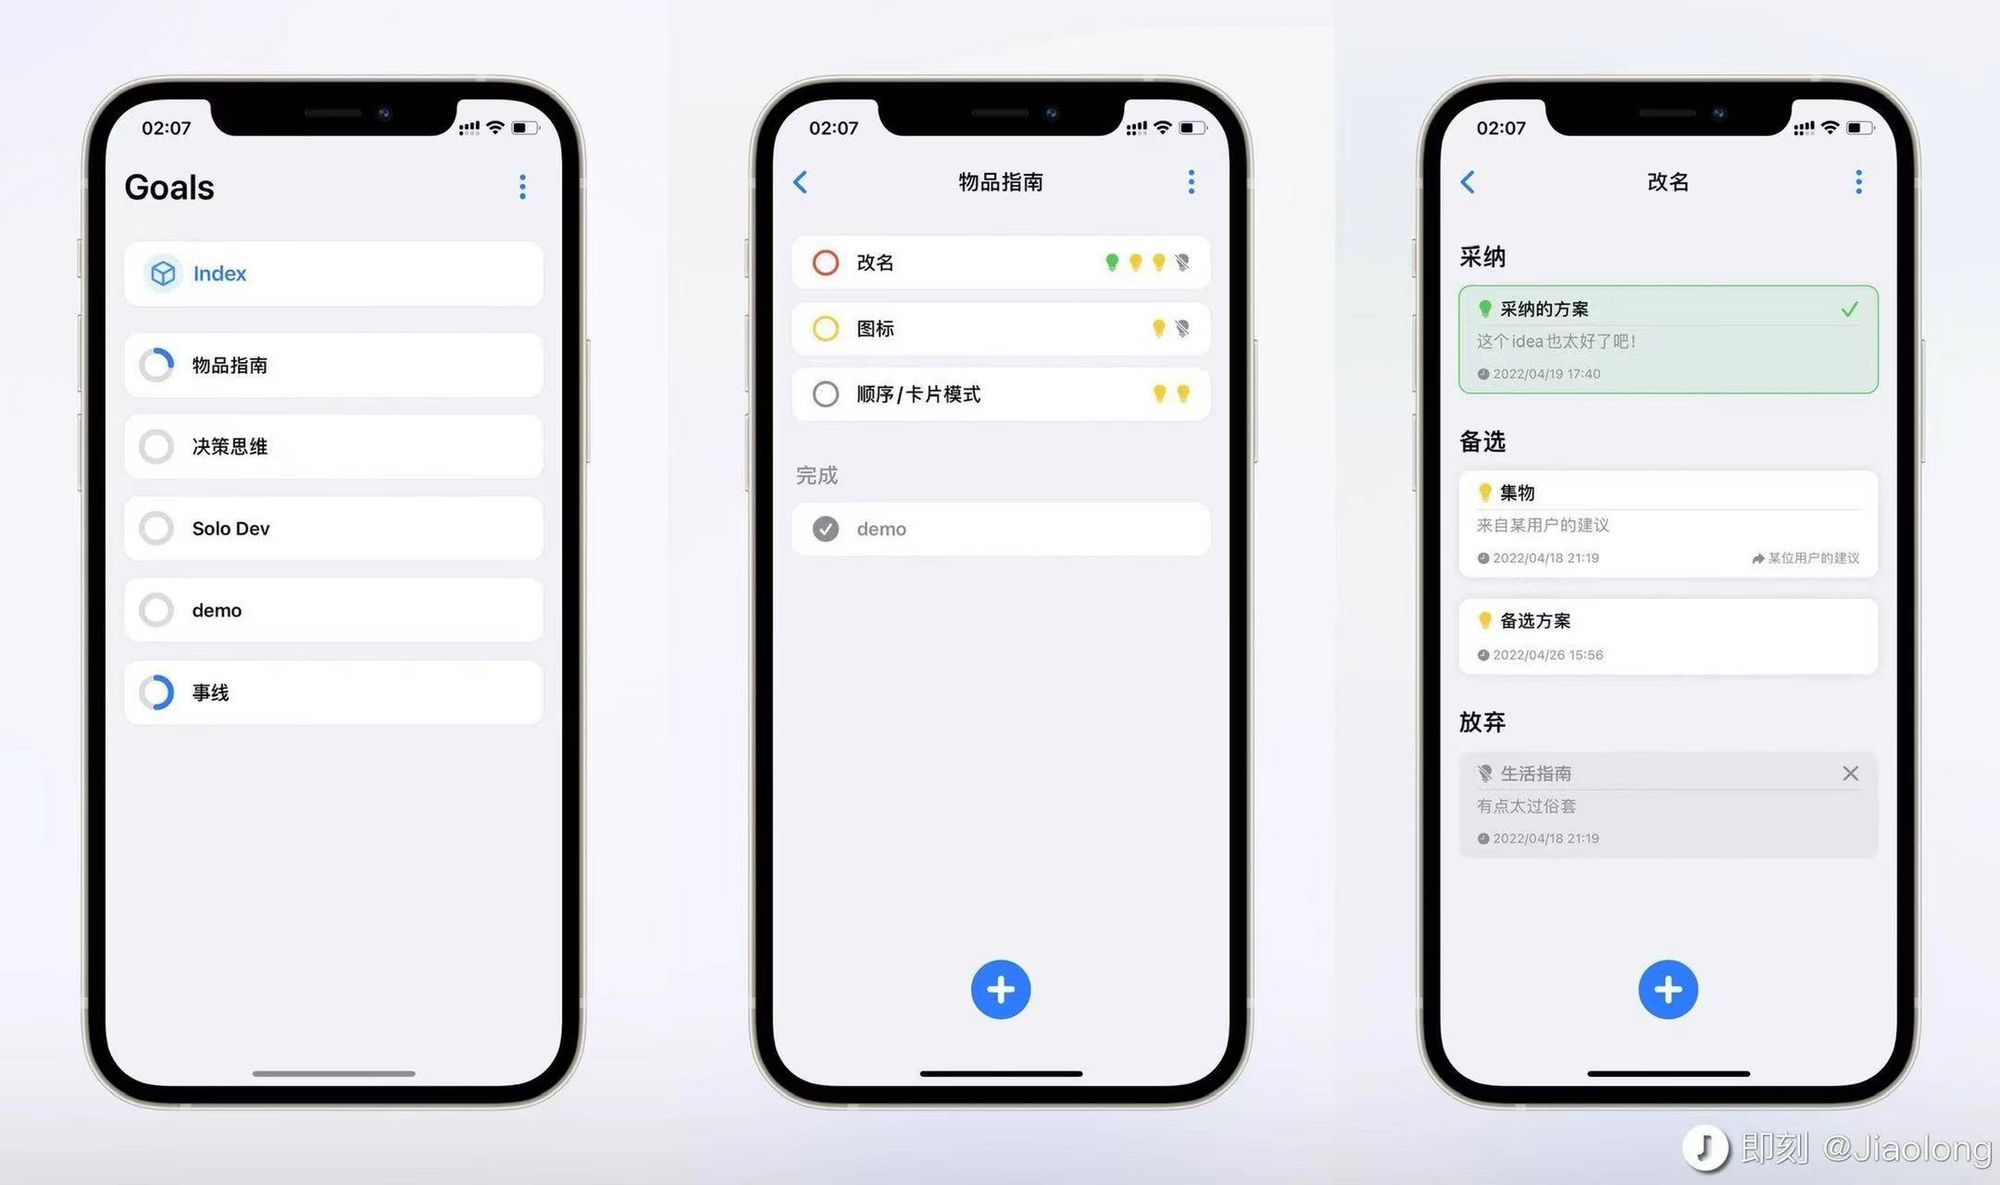 02:07
Goals
Index
物品指南
决策思维
Solo Dev
demo
事线
02:07
物品指南
改名
图标
顺序/卡片模式
完成
demo
02:07
改名
采纳
采纳的方案
这个idea也太好了吧!
2022/04/19 17:40
备选
集物
来自某用户的建议
2022/04/18 21:19 某位用户的建议
备选方案
2022/04/26 15:56
放弃
生活指南
有点太过俗套
2022/04/18 21:19
即刻 @Jiaolong